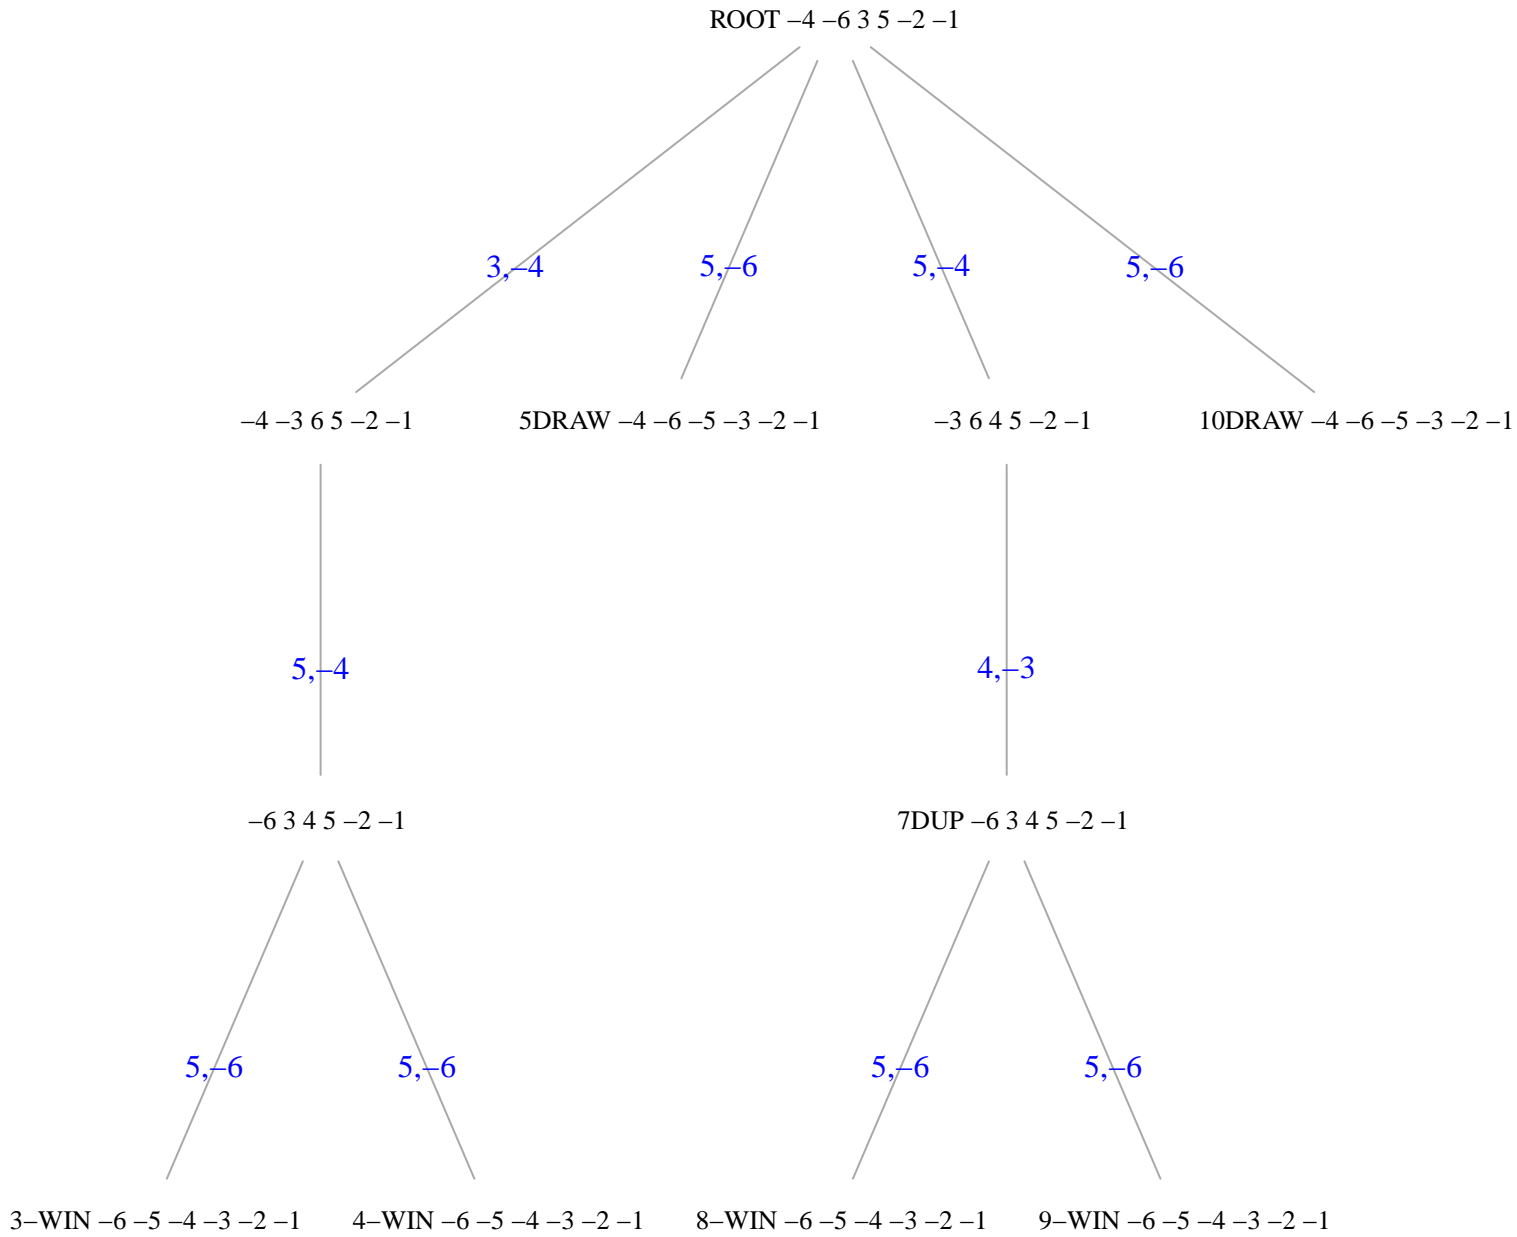 ROOT –4 –6 3 5 –2 –1
3,–4 5,–6 5,–4 5,–6
–4 –3 6 5 –2 –1 5DRAW –4 –6 –5 –3 –2 –1 –3 6 4 5 –2 –1 10DRAW –4 –6 –5 –3 –2 –1
5,–4 4,–3
–6 3 4 5 –2 –1 7DUP –6 3 4 5 –2 –1
5,–6 5,–6 5,–6 5,–6
3–WIN –6 –5 –4 –3 –2 –1 4–WIN –6 –5 –4 –3 –2 –1 8–WIN –6 –5 –4 –3 –2 –1 9–WIN –6 –5 –4 –3 –2 –1